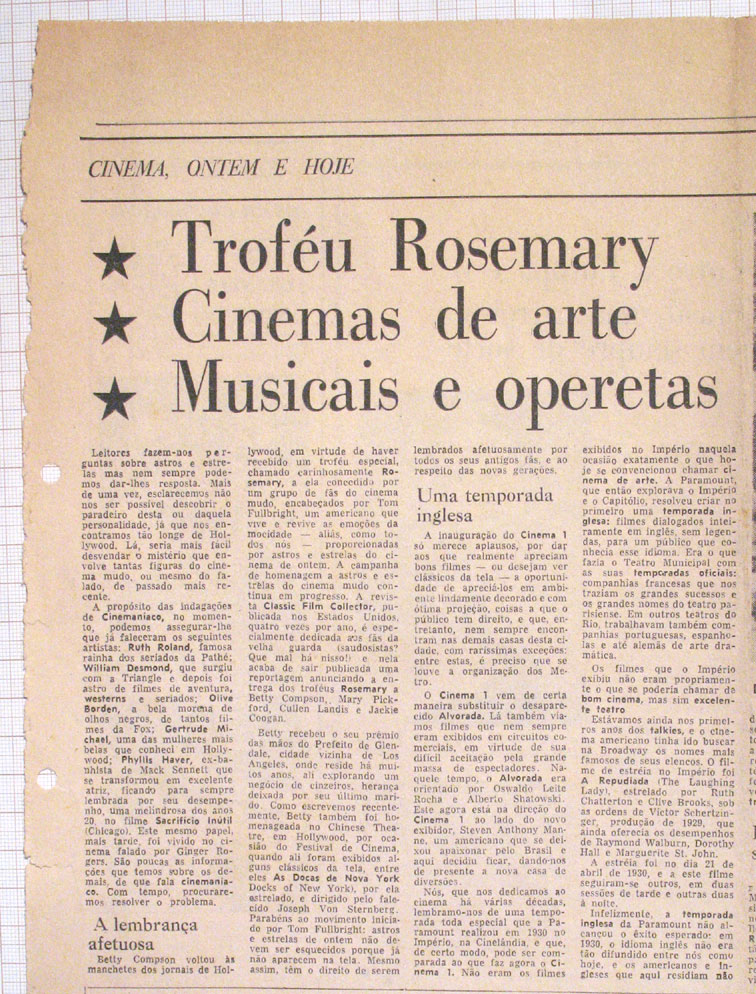 CINEMA, ONTEM E HOJE
★ Troféu Rosemary
★ Cinemas de arte
★ Musicais e operetas
Leitores fazem-nos per-
guntas sobre astros e estre-
las mas nem sempre pode-
mos dar-lhes resposta. Mais
de uma vez, esclarecemos não
nos ser possível descobrir o
paradeiro desta ou daquela
personalidade, já que nos en-
contramos tão longe de Hol-
lywood. Lá, seria mais fácil
desvendar o mistério que en-
volve tantas figuras do cine-
ma mudo, ou mesmo do fa-
lado, de passado mais re-
cente.
A propósito das indagações
de Cinemaníaco, no momen-
to, podemos assegurar-lhe
que já faleceram os seguintes
artistas: Ruth Roland, famosa
rainha dos seriados da Pathé;
William Desmond, que surgiu
com a Triangle e depois foi
astro de filmes de aventura,
westerns e seriados; Olive
Borden, a bela morena de
olhos negros, de tantos fil-
mes da Fox; Gertrude Mi-
chael, uma das mulheres mais
belas que conheci em Holly-
wood; Phyllis Haver, ex-ba-
nhista de Mack Sennett que
se transformou em excelente
atriz, ficando para sempre
lembrada por seu desempe-
nho, uma melindrosa dos anos
20, no filme Sacrifício Inútil
(Chicago). Este mesmo papel,
mais tarde, foi vivido no ci-
nema falado por Ginger Ro-
gers. São poucas as informa-
ções que temos sobre os de-
mais, de que fala cinemanía-
co. Com tempo, procurare-
mos resolver o problema.
A lembrança
afetuosa
Betty Compson voltou às
manchetes dos jornais de Hol-
lywood, em virtude de haver
recebido um troféu especial,
chamado carinhosamente Ro-
semary, a ela concedido por
um grupo de fãs do cinema
mudo, encabeçados por Tom
Fullbright, um americano que
vive e revive as emoções da
mocidade — aliás, como to-
dos nós — proporcionadas
por astros e estrelas do ci-
nema de ontem. A campanha
de homenagem a astros e es-
trêlas do cinema mudo con-
tinua em progresso. A revis-
ta Classic Film Collector, pu-
blicada nos Estados Unidos,
quatro vezes por ano, é espe-
cialmente dedicada aos fãs da
velha guarda (saudosistas?
Que mal há nisso?) e nela
acaba de sair publicada uma
reportagem anunciando a en-
trega dos troféus Rosemary a
Betty Compson, Mary Pick-
ford, Cullen Landis e Jackie
Coogan.
Betty recebeu o seu prêmio
das mãos do Prefeito de Glen-
dale, cidade vizinha de Los
Angeles, onde reside há mui-
tos anos, ali explorando um
negócio de cinzeiros, herança
deixada por seu último mari-
do. Como escrevemos recente-
mente, Betty também foi ho-
menageada no Chinese Thea-
tre, em Hollywood, por oca-
sião do Festival de Cinema,
quando ali foram exibidos al-
guns clássicos da tela, entre
eles As Docas de Nova York
Docks of New York), por ela
estrelado, e dirigido pelo fale-
cido Joseph Von Sternberg.
Parabéns ao movimento inicia-
do por Tom Fullbright: astros
e estrelas de ontem não de-
vem ser esquecidos porque já
não aparecem na tela. Mesmo
assim, têm o direito de serem
lembrados afetuosamente por
todos os seus antigos fãs, e ao
respeito das novas gerações.
Uma temporada
inglesa
A inauguração do Cinema 1
só merece aplausos, por dar
aos que realmente apreciam
bons filmes — ou desejam ver
clássicos da tela — a oportuni-
dade de apreciá-los em ambi-
ente lindamente decorado e com
ótima projeção, coisas a que o
público tem direito, e que, en-
tretanto, nem sempre encon-
tram nas demais casas desta ci-
dade, com raríssimas exceções:
entre estas, é preciso que se
louve a organização dos Me-
tro.
O Cinema 1 vem de certa
maneira substituir o desapare-
cido Alvorada. Lá também vía-
mos filmes que nem sempre
eram exibidos em circuitos co-
merciais, em virtude de sua
difícil aceitação pela grande
massa de espectadores. Na-
quele tempo, o Alvorada era
orientado por Oswaldo Leite
Rocha e Alberto Shatowski.
Este agora está na direção do
Cinema 1 ao lado do novo
exibidor, Steven Anthony Man-
ne, um americano que se dei-
xou apaixonar pelo Brasil e
aqui decidiu ficar, dando-nos
de presente a nova casa de
diversões.
Nós, que nos dedicamos ao
cinema há várias décadas,
lembramo-nos de uma tempo-
rada toda especial que a Pa-
ramount realizou em 1930 no
Império, na Cinelândia, e que,
de certo modo, pode ser com-
parada ao que faz agora o Ci-
nema 1. Não eram os filmes
exibidos no Império naquela
ocasião exatamente o que ho-
je se convencionou chamar ci-
nema de arte. A Paramount,
que então explorava o Império
e o Capitólio, resolveu criar no
primeiro uma temporada in-
glesa: filmes dialogados intei-
ramente em inglês, sem legen-
das, para um público que co-
nhecia esse idioma. Era o que
fazia o Teatro Municipal com
as suas temporadas oficiais:
companhias francesas que nos
traziam os grandes sucessos e
os grandes nomes do teatro pa-
risiense. Em outros teatros do
Rio, trabalhavam também com-
panhias portuguesas, espanho-
las e até alemãs de arte dra-
mática.
Os filmes que o Império
exibiu não eram propriamen-
te o que se poderia chamar de
bom cinema, mas sim excelen-
te teatro
Estávamos ainda nos primei-
ros anos dos talkies, e o cine-
ma americano tinha ido buscar
na Broadway os nomes mais
famosos de seus elencos. O fil-
me de estréia no Império foi
A Repudiada (The Laughing
Lady), estrelado por Ruth
Chatterton e Clive Brooks, sob
as ordens de Victor Schertzin-
ger, produção de 1929, que
ainda oferecia os desempenhos
de Raymond Walburn, Dorothy
Hall e Marguerite St. John.
A estréia foi no dia 21 de
abril de 1930, e a este filme
seguiram-se outros, em duas
sessões de tarde e outras duas
à noite.
Infelizmente, a temporada
inglesa da Paramount não al-
cançou o êxito esperado: em
1930, o idioma inglês não era
tão difundido entre nós como
hoje, e os americanos e in-
gleses que aqui residiam não